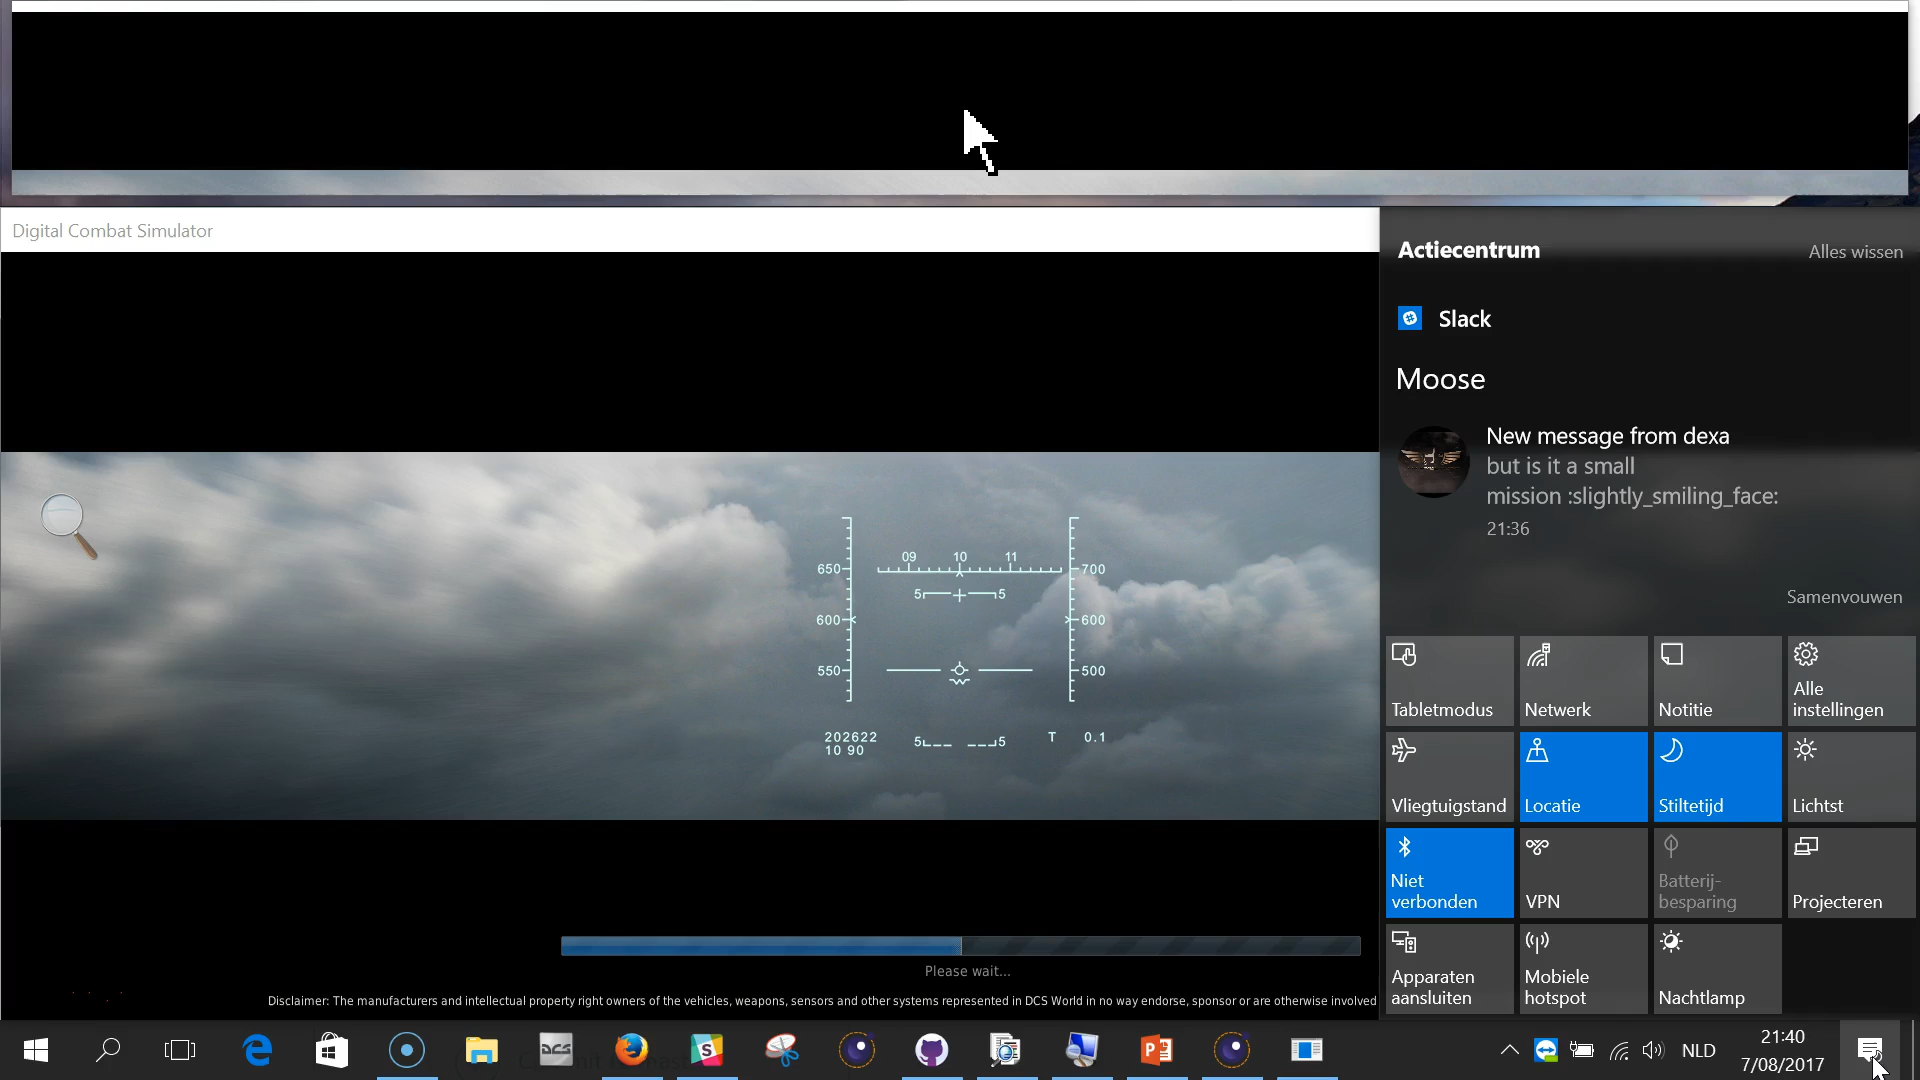 Digital Combat Simulator
Actiecentrum
Alles wissen
Slack
Moose
New message from dexa
but is it a small
mission :slightly_smiling_face:
21:36
Samenvouwen
09 10 11
650 700
5 5
600 600
550 500
202622 5 5 T 0.1
10 90
Tabletmodus
Netwerk
Notitie
Alle
instellingen
Vliegtuigstand
Locatie
Stiltetijd
Lichtst
Niet
verbonden
VPN
Batterij-
besparing
Projecteren
Apparaten
aansluiten
Mobiele
hotspot
Nachtlamp
Please wait...
Disclaimer: The manufacturers and intellectual property right owners of the vehicles, weapons, sensors and other systems represented in DCS World in no way endorse, sponsor or are otherwise involved
DCS
NLD
21:40
7/08/2017